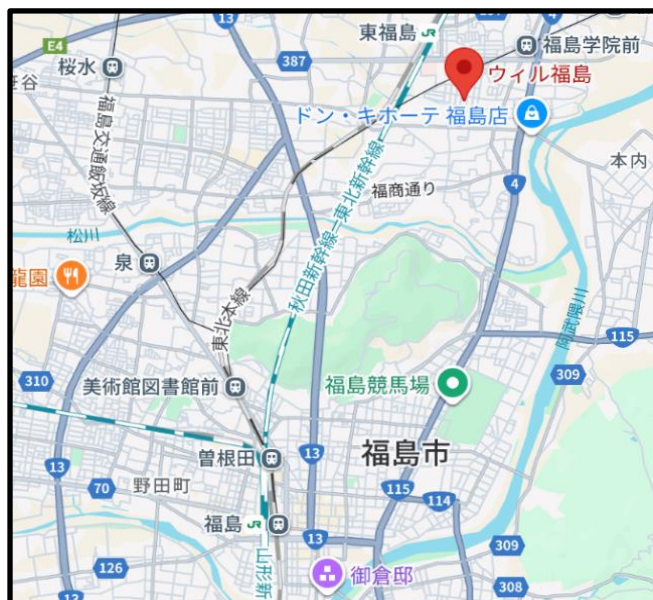 13
東福島 JR
E4
387
福島学院前
桜水
ウィル福島
笹谷
ドン・キホーテ 福島店
福島交通飯坂線
本内
4
福商通り
松川
泉
秋田新幹線─東北新幹線
東北本線
阿武隈川
115
309
310
美術館図書館前
福島競馬場
曽根田
13
福島市
13
70
野田町
115
114
福島 JR
13
309
126
御倉邸
308